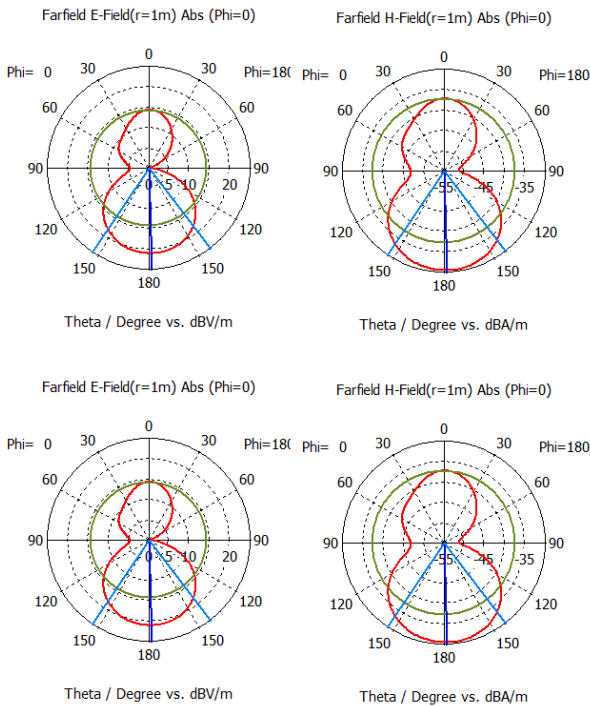 Farfield E-Field(r=1m) Abs (Phi=0)
0
Phi= 0 30 30 Phi=180
60 60
90 90
0 5 10 20
120 120
150 150
180
Theta / Degree vs. dBV/m
Farfield H-Field(r=1m) Abs (Phi=0)
0
Phi= 0 30 30 Phi=180
60 60
90 90
-55 -45 -35
120 120
150 150
180
Theta / Degree vs. dBA/m
Farfield E-Field(r=1m) Abs (Phi=0)
0
Phi= 0 30 30 Phi=180
60 60
90 90
0 5 10 20
120 120
150 150
180
Theta / Degree vs. dBV/m
Farfield H-Field(r=1m) Abs (Phi=0)
0
Phi= 0 30 30 Phi=180
60 60
90 90
-55 -45 -35
120 120
150 150
180
Theta / Degree vs. dBA/m